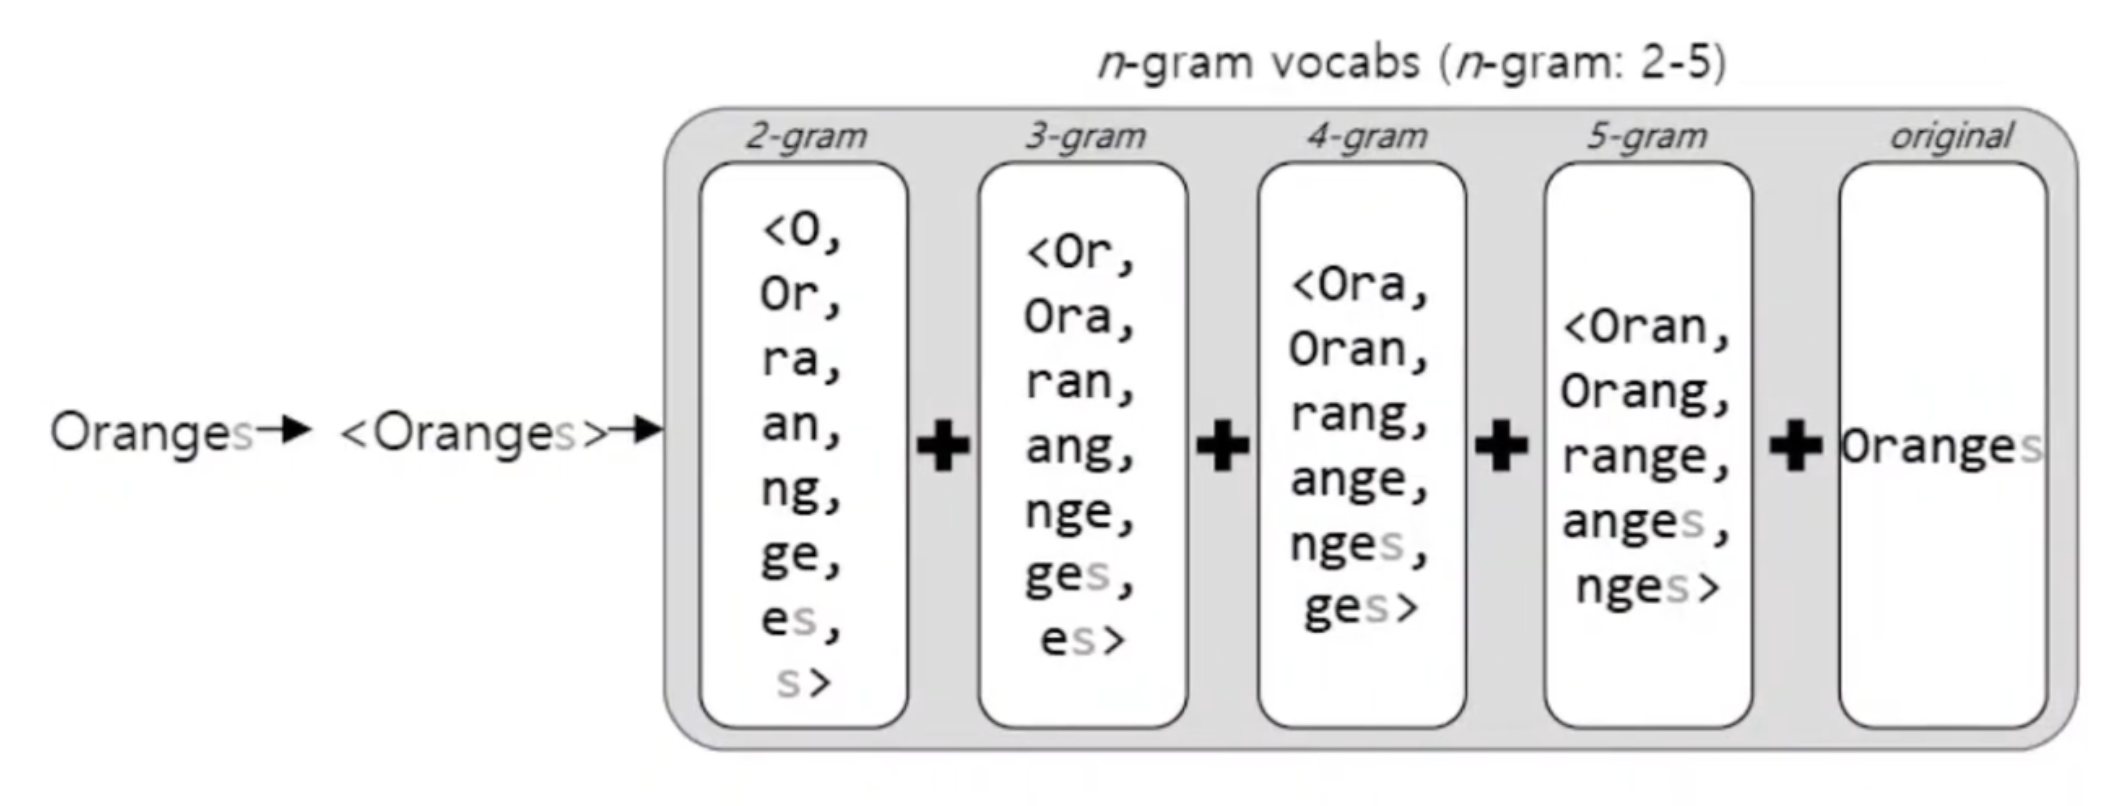 n-gram vocabs (n-gram: 2-5)
Oranges
<Oranges>
2-gram
<O,
Or,
ra,
an,
ng,
ge,
es,
s>
3-gram
<Or,
Ora,
ran,
ang,
nge,
ges,
es>
4-gram
<Ora,
Oran,
rang,
ange,
nges,
ges>
5-gram
<Oran,
Orang,
range,
anges,
nges>
original
Oranges